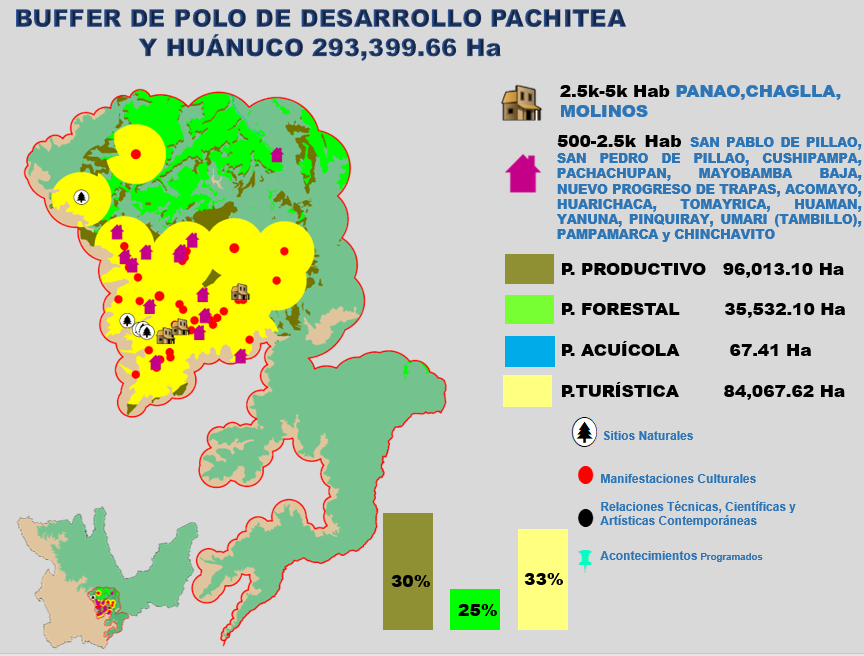 BUFFER DE POLO DE DESARROLLO PACHITEA
Y HUÁNUCO 293,399.66 Ha
2.5k-5k Hab PANAO,CHAGLLA,
MOLINOS
500-2.5k Hab SAN PABLO DE PILLAO,
SAN PEDRO DE PILLAO, CUSHIPAMPA,
PACHACHUPAN, MAYOBAMBA BAJA,
NUEVO PROGRESO DE TRAPAS, ACOMAYO,
HUARICHACA, TOMAYRICA, HUAMAN,
YANUNA, PINQUIRAY, UMARI (TAMBILLO),
PAMPAMARCA y CHINCHAVITO
P. PRODUCTIVO 96,013.10 Ha
P. FORESTAL 35,532.10 Ha
P. ACUÍCOLA 67.41 Ha
P.TURÍSTICA 84,067.62 Ha
Sitios Naturales
Manifestaciones Culturales
Relaciones Técnicas, Científicas y
Artísticas Contemporáneas
Acontecimientos Programados
30%
25%
33%